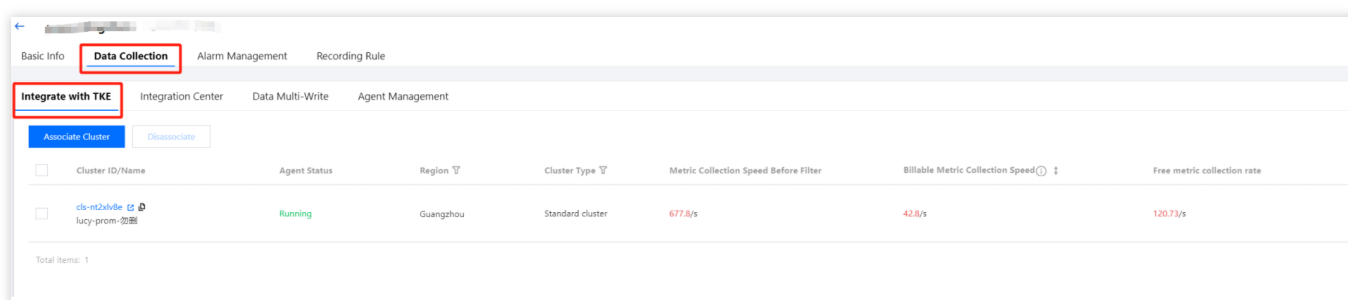 Basic Info Data Collection Alarm Management Recording Rule
Integrate with TKE Integration Center Data Multi-Write Agent Management
Associate Cluster Disassociate
Cluster ID/Name Agent Status Region Cluster Type Metric Collection Speed Before Filter Billable Metric Collection Speed Free metric collection rate
cls-nt2xlv8e
lucy-prom-勿删 Running Guangzhou Standard cluster 677.8/s 42.8/s 120.73/s
Total items: 1